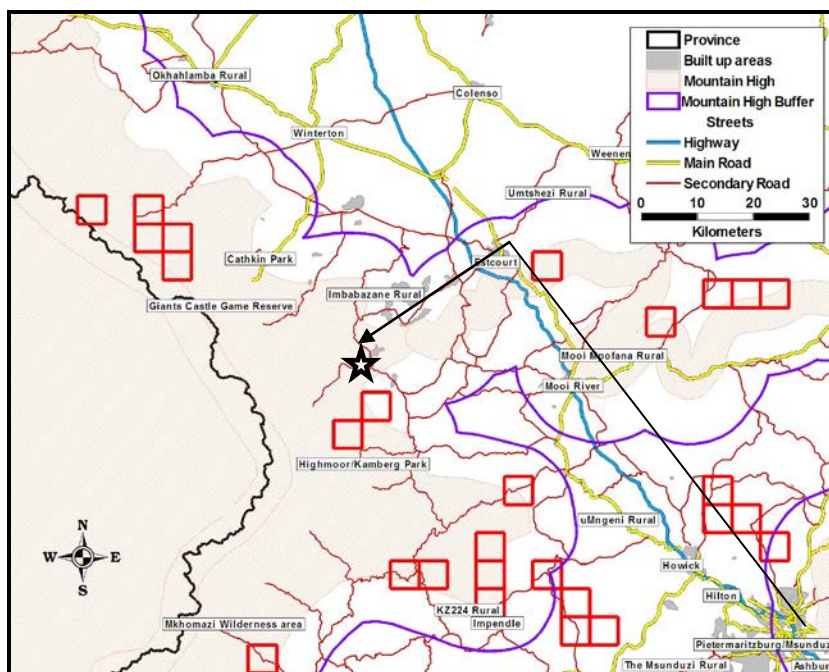 Province
Built up areas
Mountain High
Mountain High Buffer
Streets
Highway
Main Road
Secondary Road
0 10 20 30
Kilometers
Okhahlamba Rural
Colenso
Winterton
Weenen
Umtshezi Rural
Cathkin Park
Estcourt
Imbabazane Rural
Giants Castle Game Reserve
Mooi Mpofana Rural
Mooi River
Highmoor/Kamberg Park
uMngeni Rural
N
W E
S
Howick
Hilton
KZ224 Rural
Impendle
Mkhomazi Wilderness area
Pietermaritzburg/Msunduz
The Msunduzi Rural
Ashbur